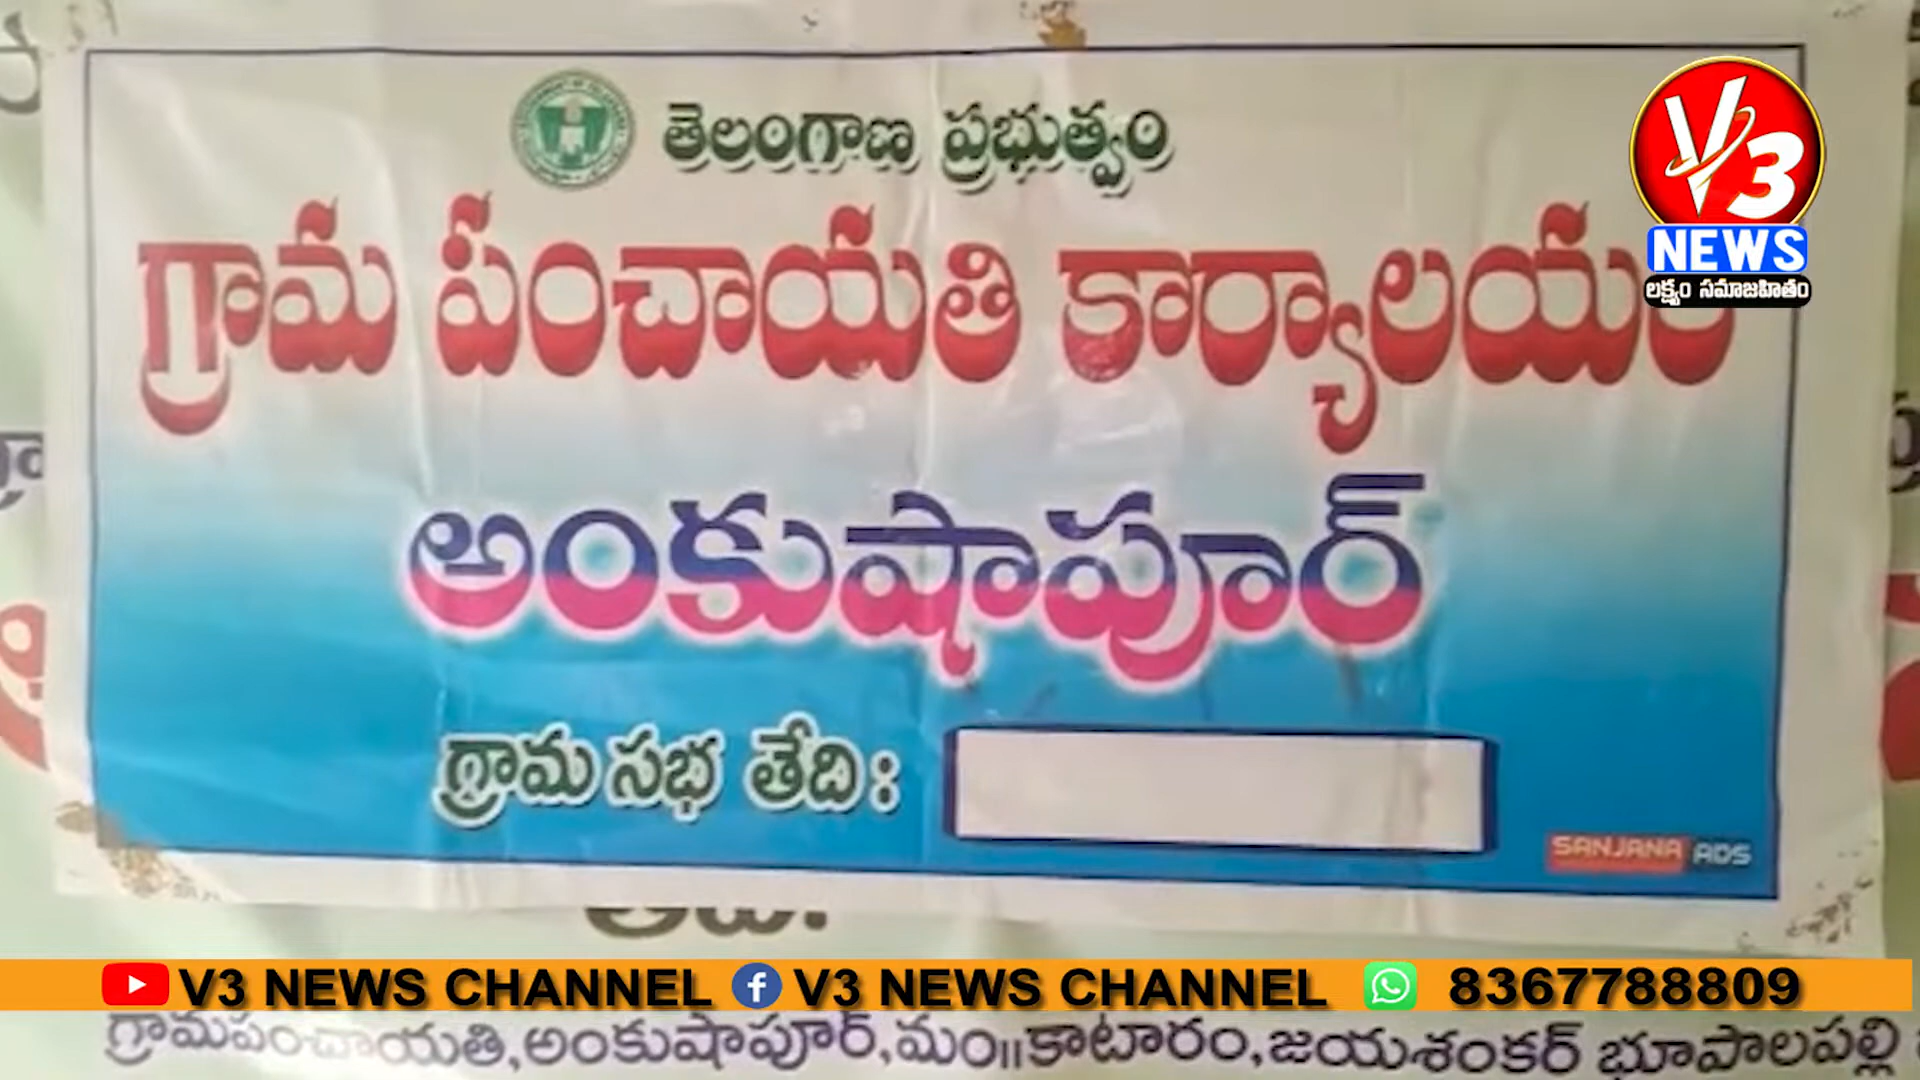 తెలంగాణ ప్రభుత్వం
గ్రామ పంచాయతి కార్యాలయం
అంకుషాపూర్
గ్రామ సభ తేది:
SANJANA ADS
V3
NEWS
లక్ష్యం సమాజహితం
V3 NEWS CHANNEL V3 NEWS CHANNEL 8367788809
గ్రామపంచాయతి,అంకుషాపూర్,మం॥కాటారం,జయశంకర్ భూపాలపల్లి